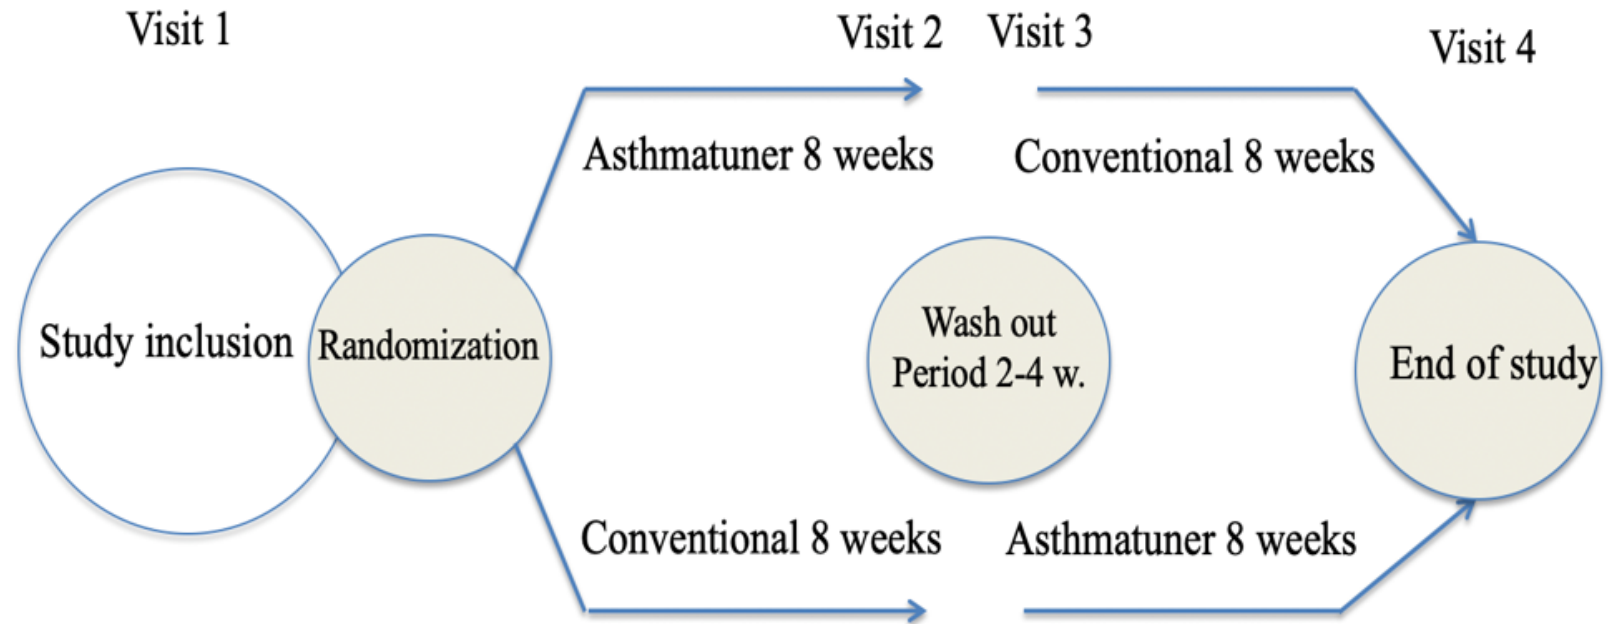 Visit 1
Visit 2
Visit 3
Visit 4
Asthmatuner 8 weeks
Conventional 8 weeks
Study inclusion
Randomization
Wash out
Period 2-4 w.
End of study
Conventional 8 weeks
Asthmatuner 8 weeks